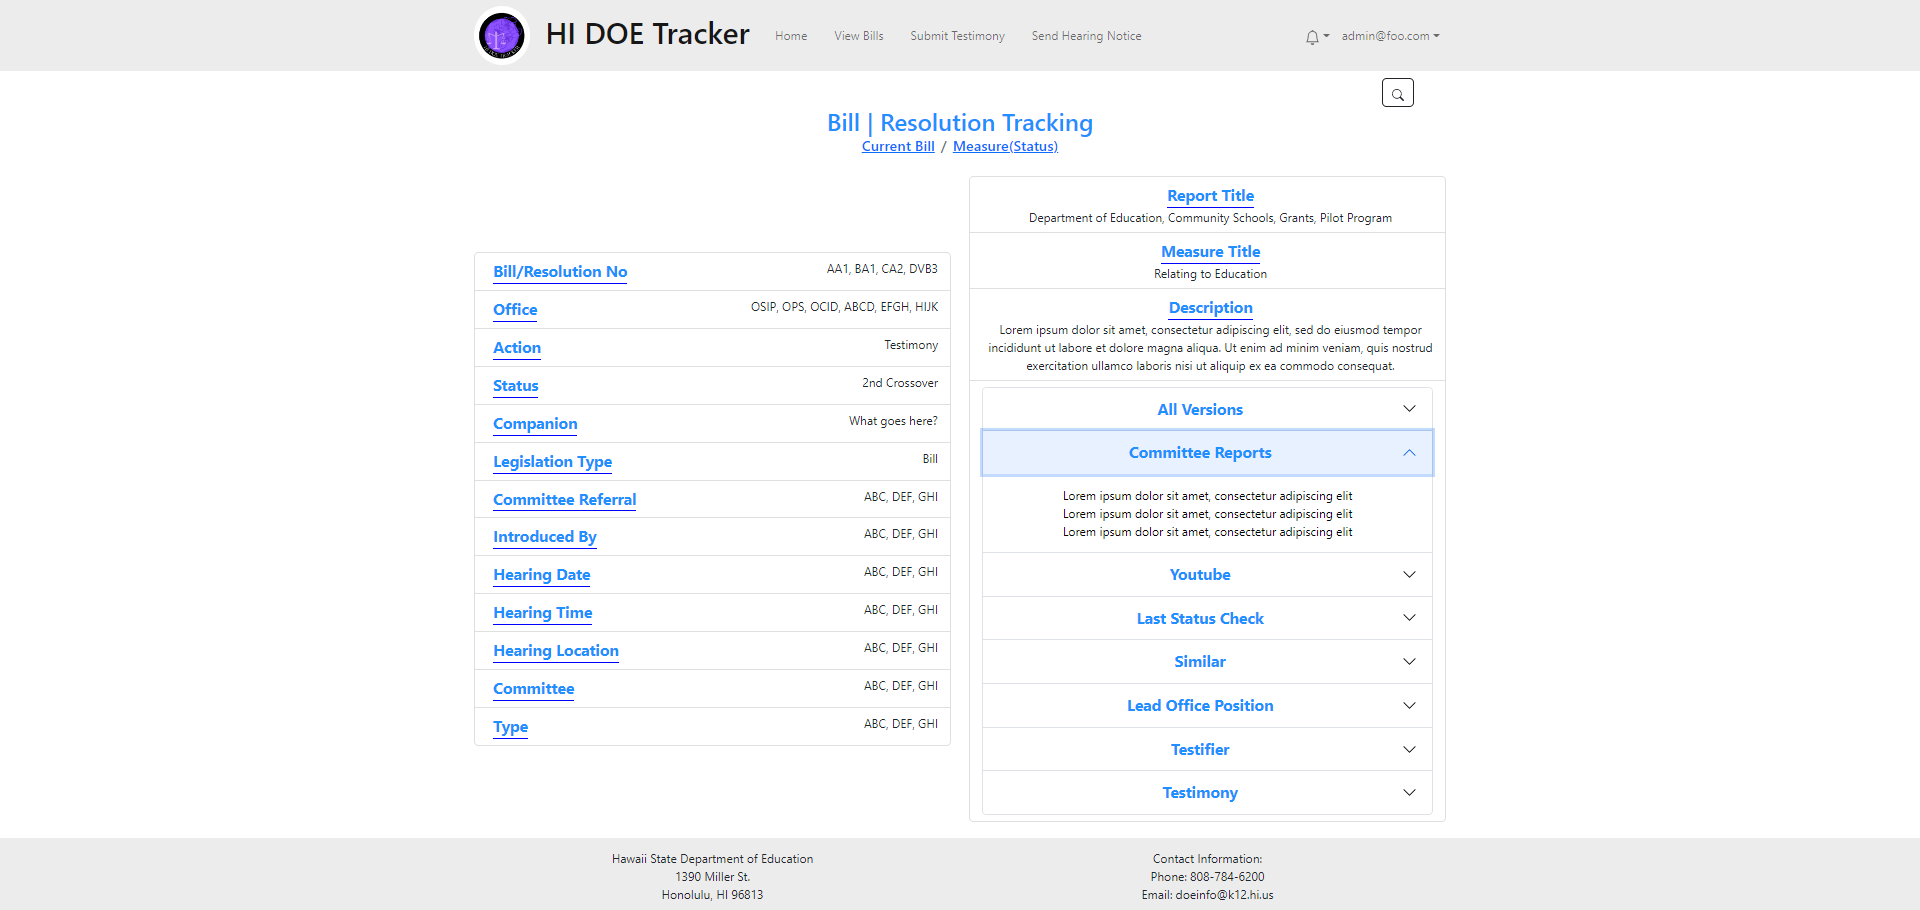 HI DOE Tracker
Home
View Bills
Submit Testimony
Send Hearing Notice
admin@foo.com
Bill | Resolution Tracking
Current Bill / Measure(Status)
Bill/Resolution No
AA1, BA1, CA2, DVB3
Office
OSIP, OPS, OCID, ABCD, EFGH, HIJK
Action
Testimony
Status
2nd Crossover
Companion
What goes here?
Legislation Type
Bill
Committee Referral
ABC, DEF, GHI
Introduced By
ABC, DEF, GHI
Hearing Date
ABC, DEF, GHI
Hearing Time
ABC, DEF, GHI
Hearing Location
ABC, DEF, GHI
Committee
ABC, DEF, GHI
Type
ABC, DEF, GHI
Report Title
Department of Education, Community Schools, Grants, Pilot Program
Measure Title
Relating to Education
Description
Lorem ipsum dolor sit amet, consectetur adipiscing elit, sed do eiusmod tempor
incididunt ut labore et dolore magna aliqua. Ut enim ad minim veniam, quis nostrud
exercitation ullamco laboris nisi ut aliquip ex ea commodo consequat.
All Versions
Committee Reports
Lorem ipsum dolor sit amet, consectetur adipiscing elit
Lorem ipsum dolor sit amet, consectetur adipiscing elit
Lorem ipsum dolor sit amet, consectetur adipiscing elit
Youtube
Last Status Check
Similar
Lead Office Position
Testifier
Testimony
Hawaii State Department of Education
1390 Miller St.
Honolulu, HI 96813
Contact Information:
Phone: 808-784-6200
Email: doeinfo@k12.hi.us